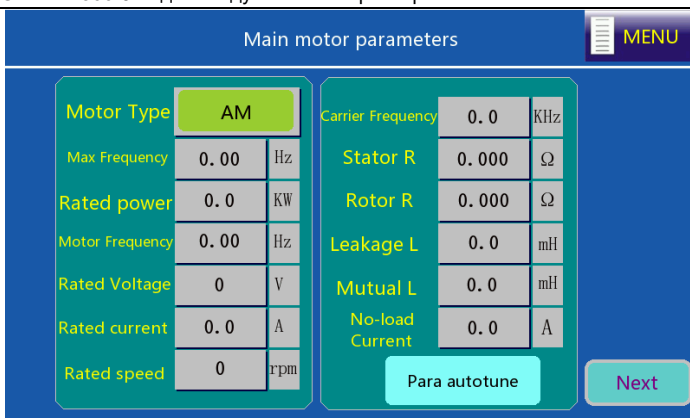 Main motor parameters
MENU
Motor Type AM
Max Frequency 0.00 Hz
Rated power 0.0 KW
Motor Frequency 0.00 Hz
Rated Voltage 0 V
Rated current 0.0 A
Rated speed 0 rpm
Carrier Frequency 0.0 KHz
Stator R 0.000 Ω
Rotor R 0.000 Ω
Leakage L 0.0 mH
Mutual L 0.0 mH
No-load
Current 0.0 A
Para autotune
Next